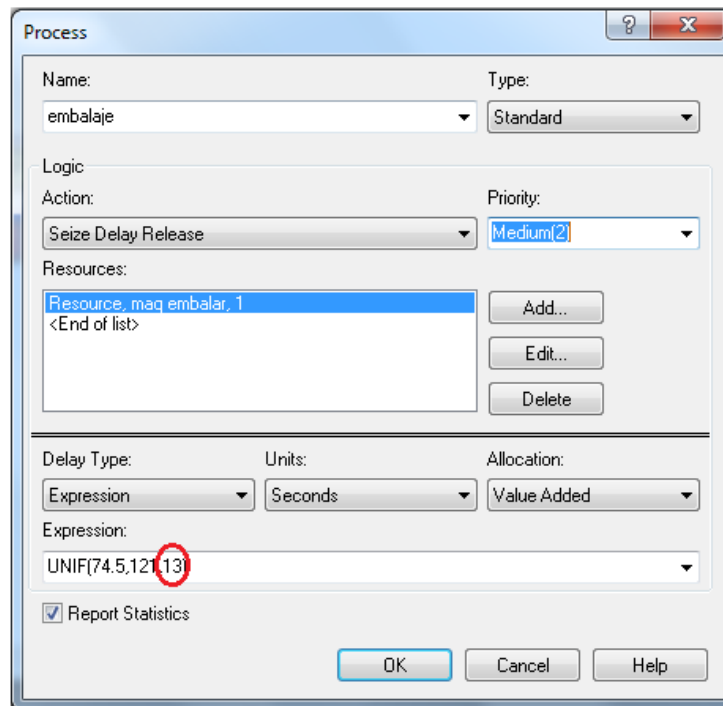 Process
Name:
Type:
embalaje
Standard
Logic
Action:
Priority:
Seize Delay Release
Medium(2)
Resources:
Resource, maq embalar, 1
<End of list>
Add...
Edit...
Delete
Delay Type:
Units:
Allocation:
Expression
Seconds
Value Added
Expression:
UNIF(74.5,121,13)
Report Statistics
OK
Cancel
Help